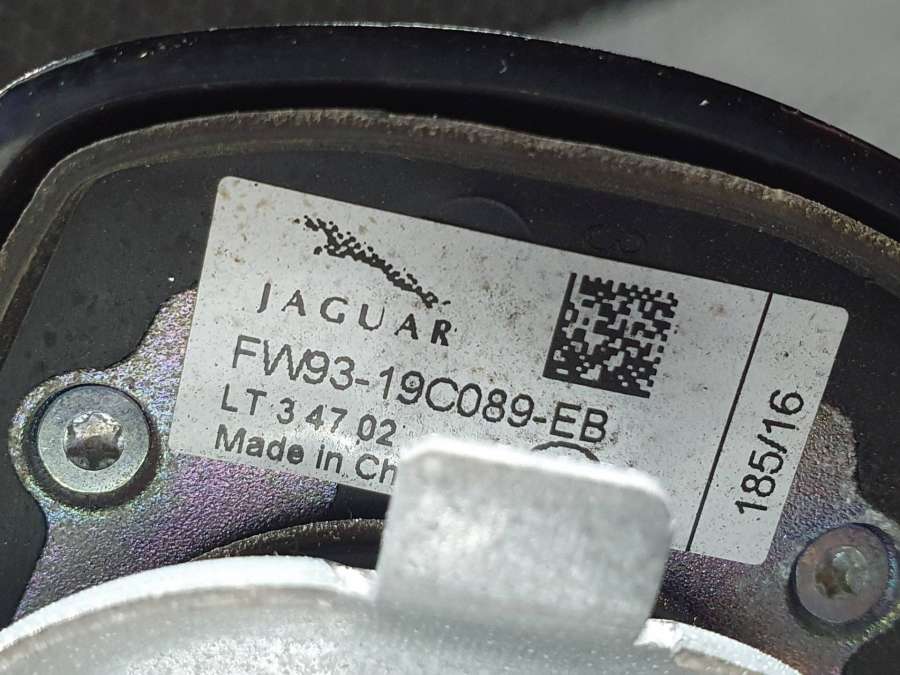 JAGUAR
FW93-19C089-EB
LT 3 47 02
Made in Ch
185/16